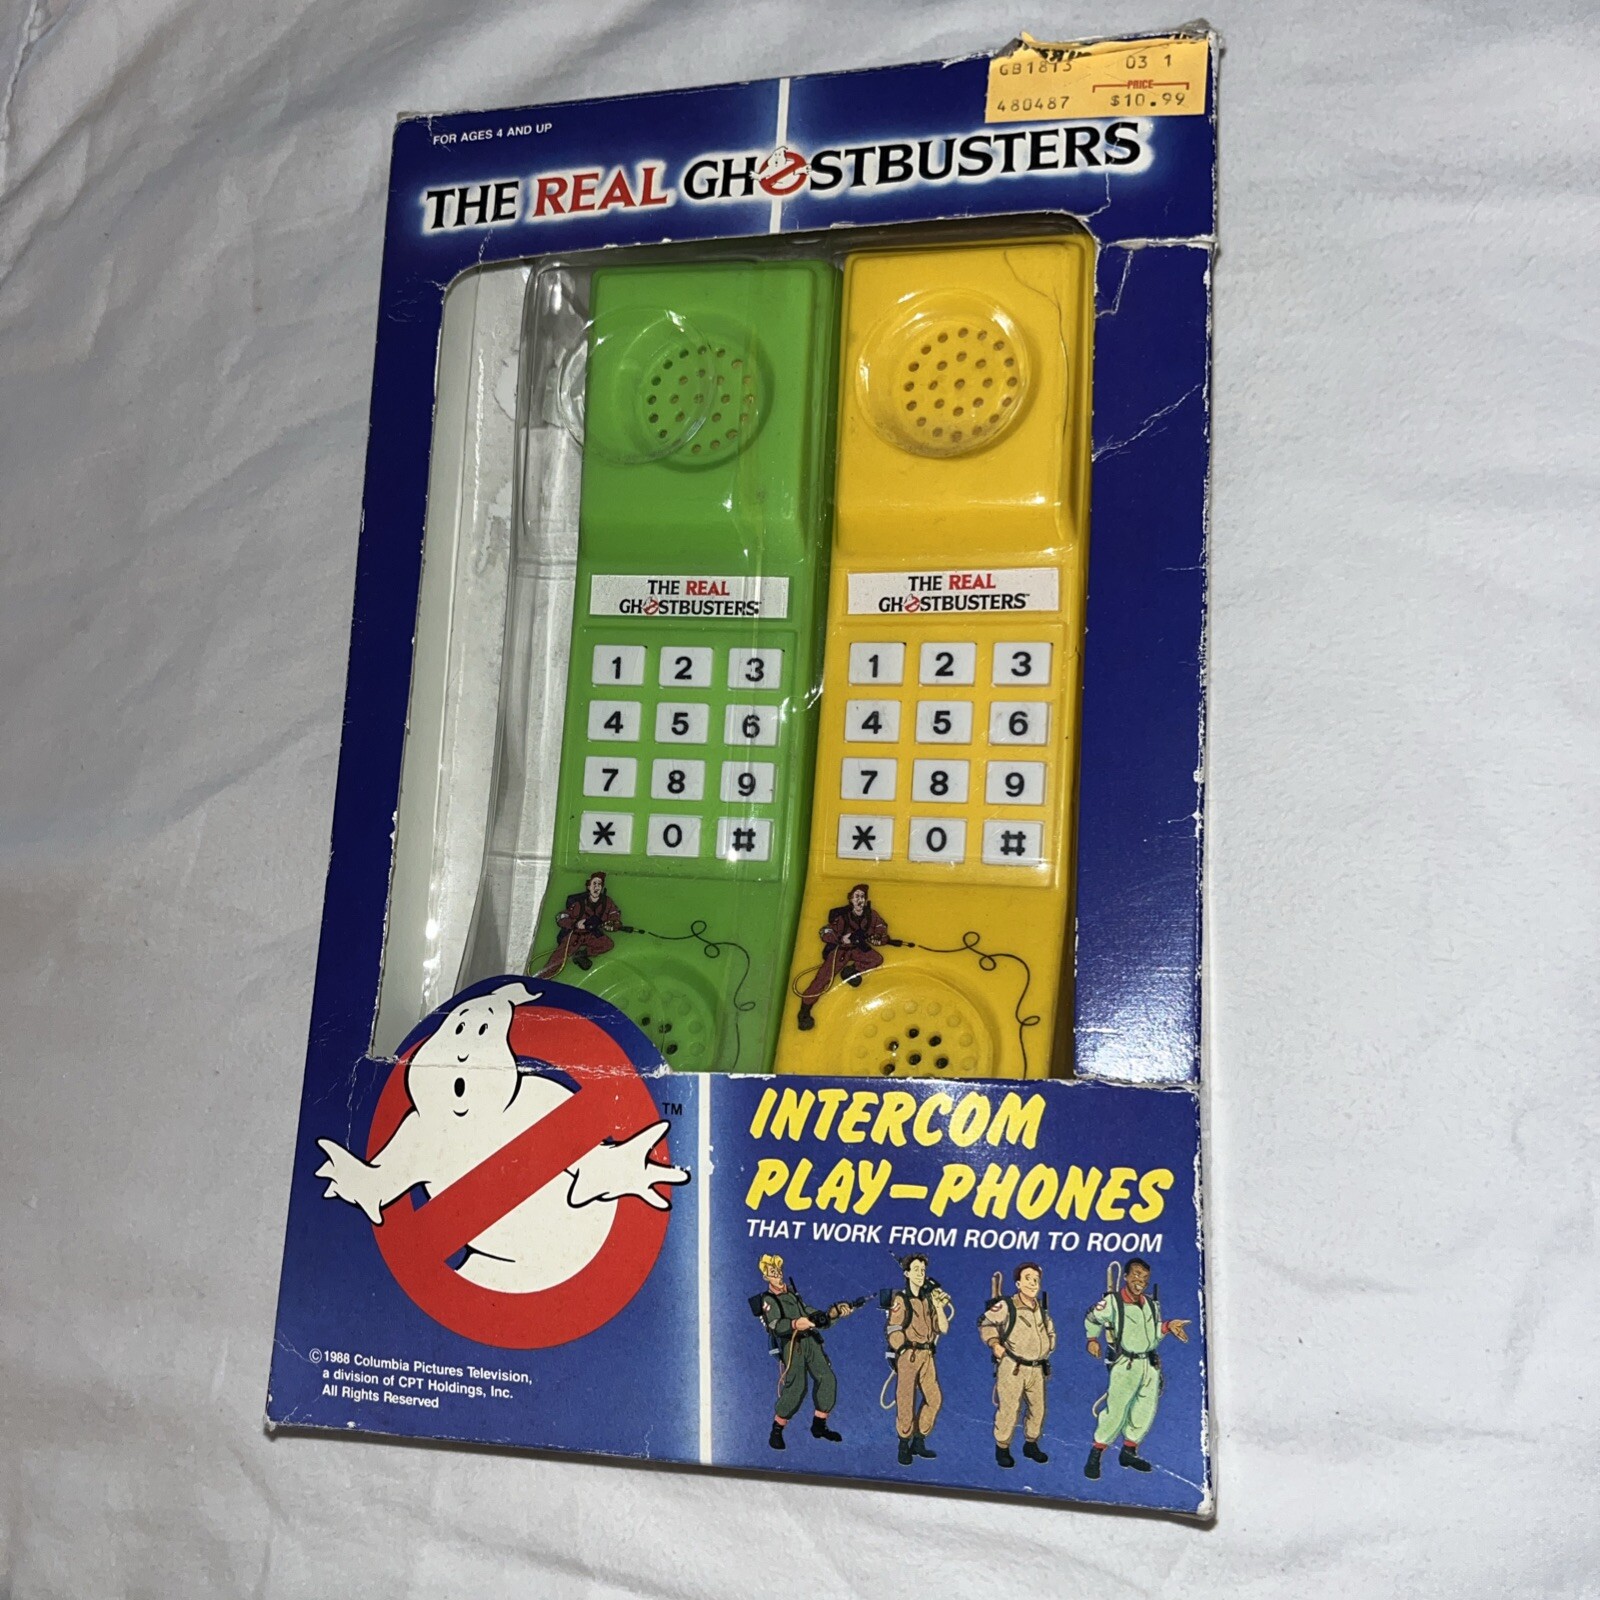 GB1813 03 1
PRICE
480487 $10.99
FOR AGES 4 AND UP
THE REAL GHOSTBUSTERS
THE REAL
GHOSTBUSTERS™
1 2 3
4 5 6
7 8 9
* 0 #
THE REAL
GHOSTBUSTERS™
1 2 3
4 5 6
7 8 9
* 0 #
TM
INTERCOM
PLAY-PHONES
THAT WORK FROM ROOM TO ROOM
©1988 Columbia Pictures Television,
a division of CPT Holdings, Inc.
All Rights Reserved